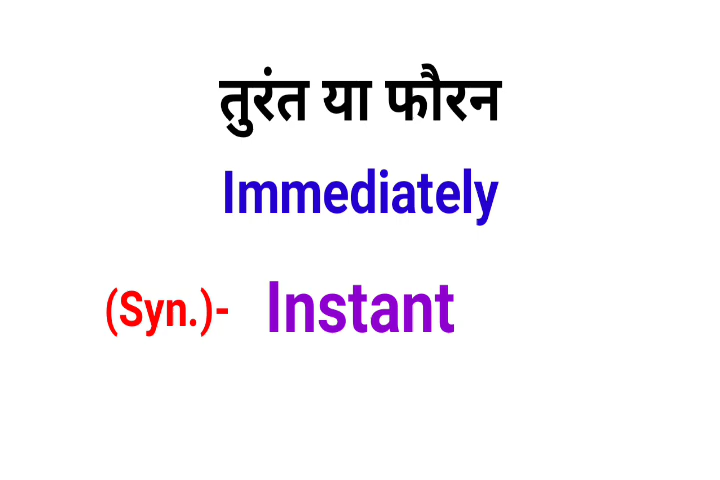 तुरंत या फौरन
Immediately
(Syn.)- Instant